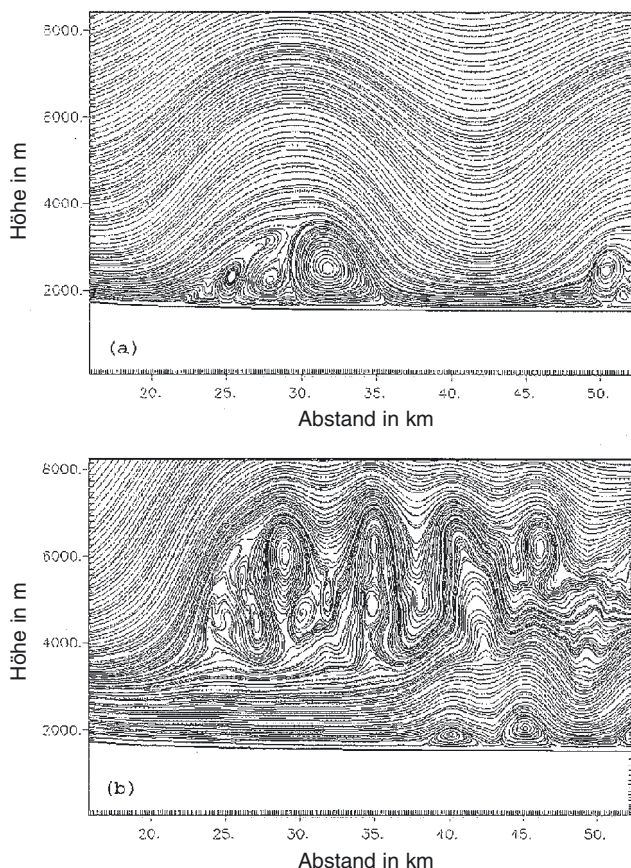 8000.
6000.
4000.
2000.
Höhe in m
(a)
20. 25. 30. 35. 40. 45. 50.
Abstand in km
8000.
6000.
4000.
2000.
Höhe in m
(b)
20. 25. 30. 35. 40. 45. 50.
Abstand in km